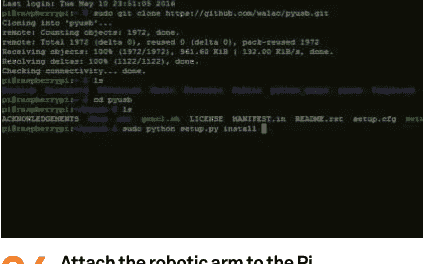 Last login: Tue May 10 23:51:05 2016
pi@raspberrypi:~ sudo git clone https://github.com/walac/pyusb.git
Cloning into 'pyusb'...
remote: Counting objects: 1972, done.
remote: Total 1972 (delta 0), reused 0 (delta 0), pack-reused 1972
Receiving objects: 100% (1972/1972), 561.60 KiB | 132.00 KiB/s, done.
Resolving deltas: 100% (1122/1122), done.
Checking connectivity... done.
pi@raspberrypi:~ ls
pi@raspberrypi:~ cd pyusb
pi@raspberrypi: ls
ACKNOWLEDGEMENTS LICENSE MANIFEST.in README.rst setup.cfg
pi@raspberrypi: sudo python setup.py install
Attach the robotic arm to the Pi